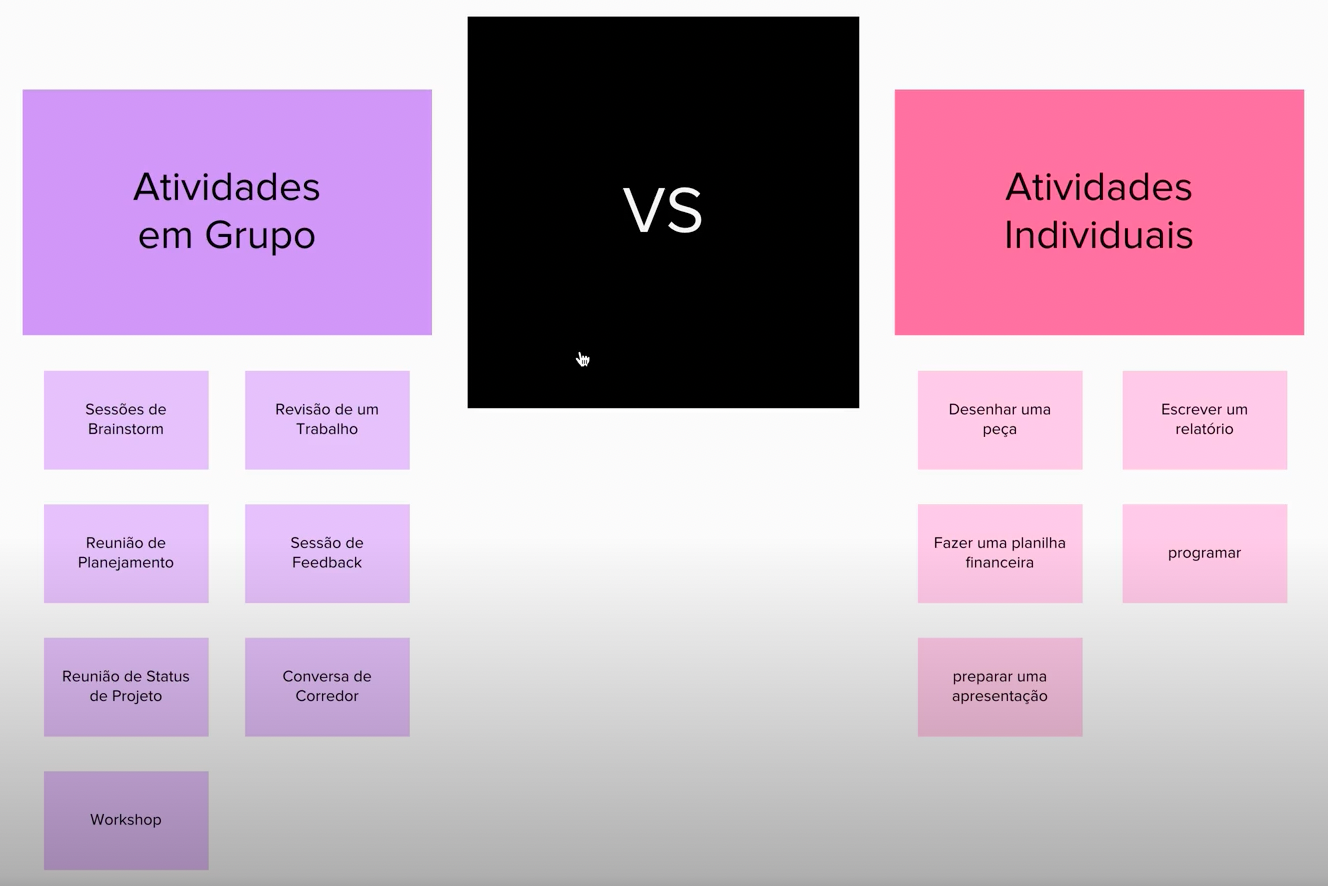 Atividades
em Grupo
VS
Atividades
Individuais
Sessões de
Brainstorm
Revisão de um
Trabalho
Reunião de
Planejamento
Sessão de
Feedback
Reunião de Status
de Projeto
Conversa de
Corredor
Workshop
Desenhar uma
peça
Escrever um
relatório
Fazer uma planilha
financeira
programar
preparar uma
apresentação